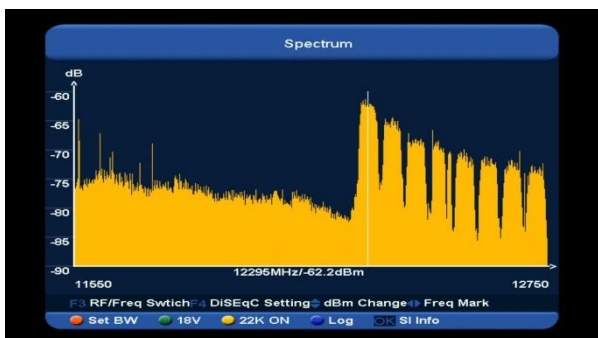 Spectrum
dB
-60
-65
-70
-75
-80
-85
-90
12295MHz/-62.2dBm
11550 12750
F3 RF/Freq Swtich F4 DiSEqC Setting dBm Change Freq Mark
Set BW 18V 22K ON Log OK SI Info